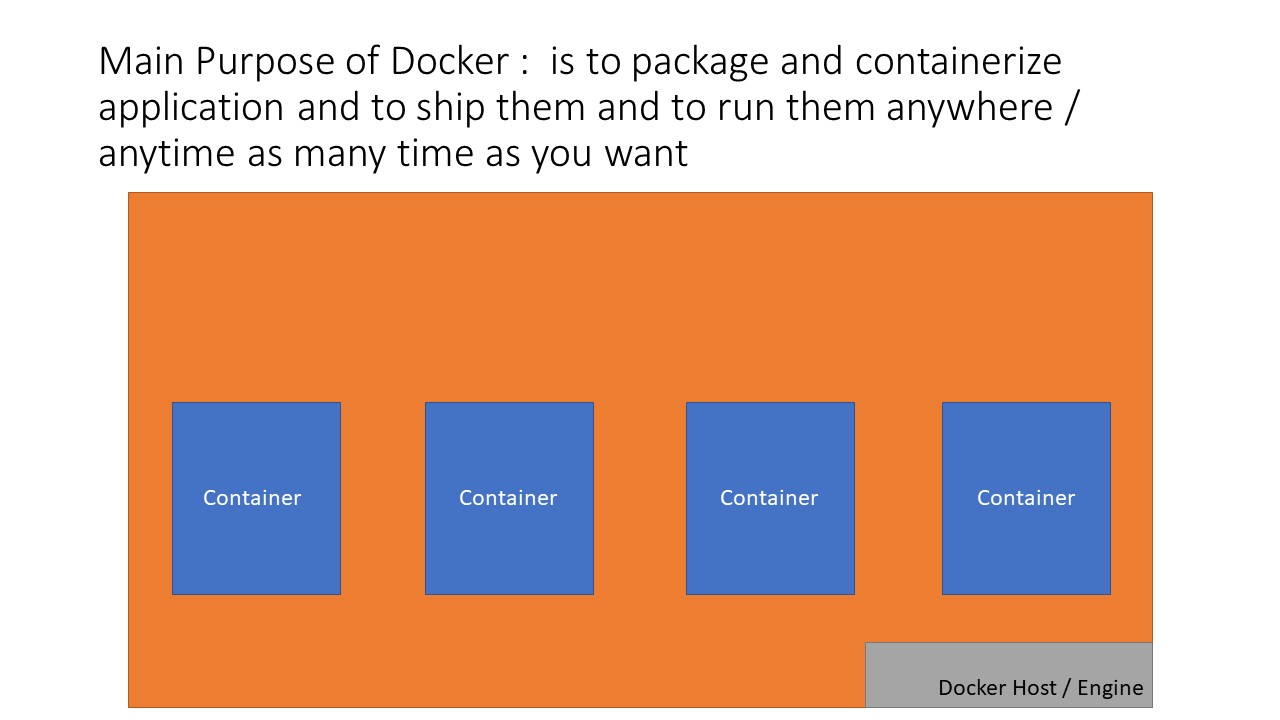 Main Purpose of Docker :  is to package and containerize
application and to ship them and to run them anywhere /
anytime as many time as you want
Container
Container
Container
Container
Docker Host / Engine